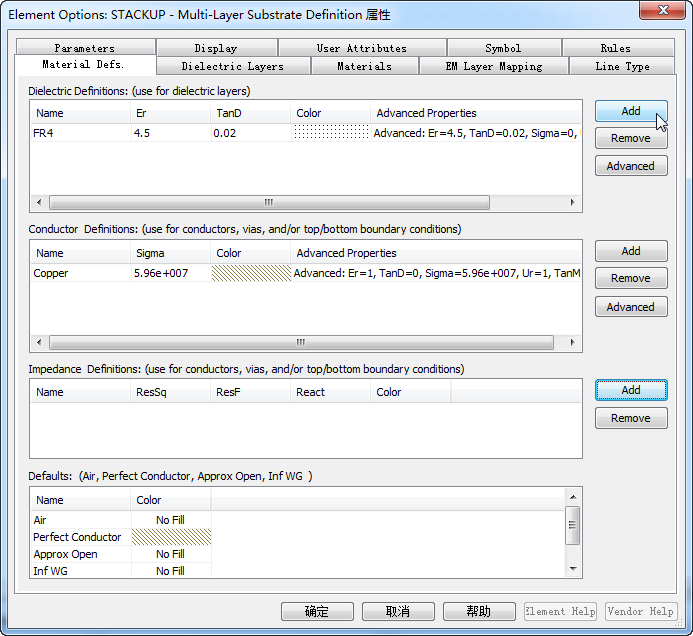 Element Options: STACKUP - Multi-Layer Substrate Definition 属性
Parameters Display User Attributes Symbol Rules
Material Defs. Dielectric Layers Materials EM Layer Mapping Line Type
Dielectric Definitions: (use for dielectric layers)
Name Er TanD Color Advanced Properties
FR4 4.5 0.02 Advanced: Er=4.5, TanD=0.02, Sigma=0,
Add
Remove
Advanced
Conductor Definitions: (use for conductors, vias, and/or top/bottom boundary conditions)
Name Sigma Color Advanced Properties
Copper 5.96e+007 Advanced: Er=1, TanD=0, Sigma=5.96e+007, Ur=1, TanM
Add
Remove
Advanced
Impedance Definitions: (use for conductors, vias, and/or top/bottom boundary conditions)
Name ResSq ResF React Color
Add
Remove
Defaults: (Air, Perfect Conductor, Approx Open, Inf WG )
Name Color
Air No Fill
Perfect Conductor
Approx Open No Fill
Inf WG No Fill
确定 取消 帮助 Element Help Vendor Help